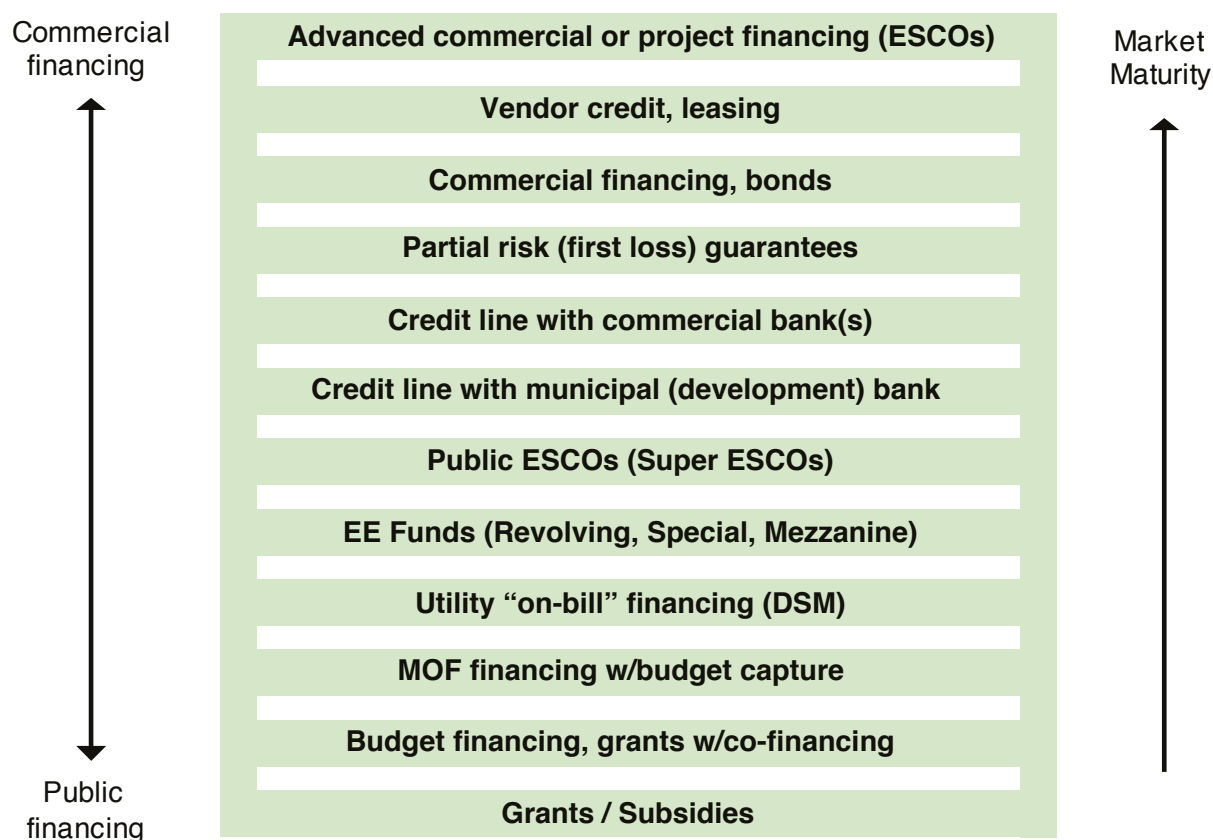 Commercial
financing
Advanced commercial or project financing (ESCOs)
Vendor credit, leasing
Commercial financing, bonds
Partial risk (first loss) guarantees
Credit line with commercial bank(s)
Credit line with municipal (development) bank
Public ESCOs (Super ESCOs)
EE Funds (Revolving, Special, Mezzanine)
Utility “on-bill” financing (DSM)
MOF financing w/budget capture
Budget financing, grants w/co-financing
Grants / Subsidies
Public
financing
Market
Maturity